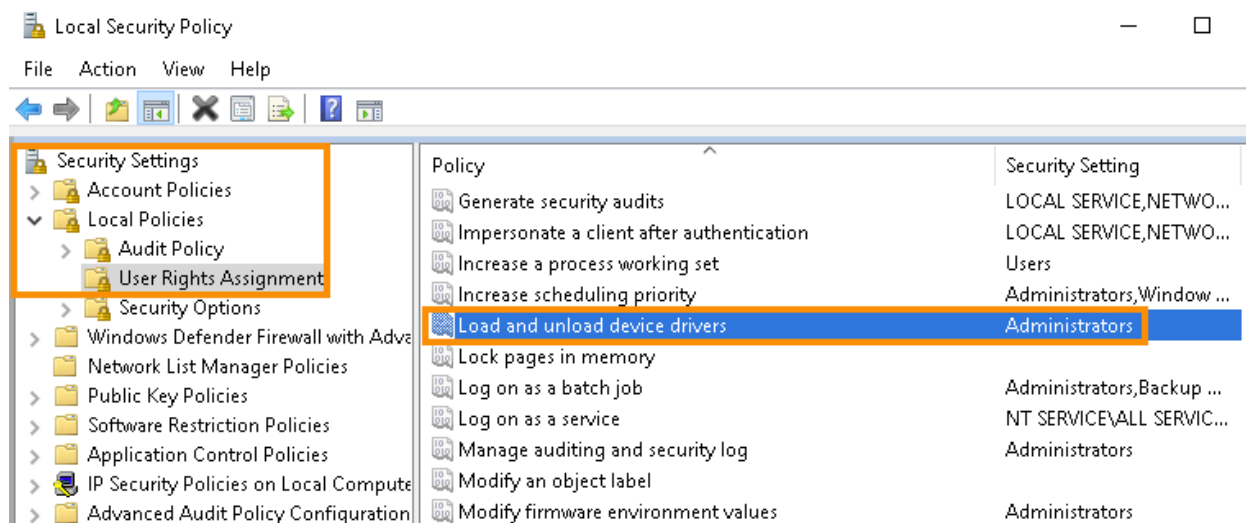 Local Security Policy
File Action View Help
Security Settings
Account Policies
Local Policies
Audit Policy
User Rights Assignment
Security Options
Windows Defender Firewall with Adva
Network List Manager Policies
Public Key Policies
Software Restriction Policies
Application Control Policies
IP Security Policies on Local Compute
Advanced Audit Policy Configuration
Policy Security Setting
Generate security audits LOCAL SERVICE,NETWO...
Impersonate a client after authentication LOCAL SERVICE,NETWO...
Increase a process working set Users
Increase scheduling priority Administrators,Window ...
Load and unload device drivers Administrators
Lock pages in memory
Log on as a batch job Administrators,Backup ...
Log on as a service NT SERVICE\ALL SERVIC...
Manage auditing and security log Administrators
Modify an object label
Modify firmware environment values Administrators